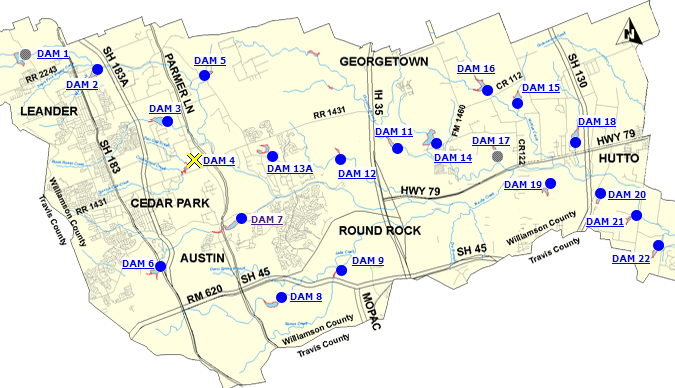 DAM 1
RR 2243
DAM 2
SH 183A
PARMER LN
DAM 5
GEORGETOWN
DAM 16
CR 112
SH 130
N
LEANDER
DAM 3
RR 1431
IH 35
FM 1460
DAM 15
DAM 18
HWY 79
SH 183
DAM 4
DAM 13A
DAM 12
DAM 11
DAM 14
DAM 17
CR122
HUTTO
Williamson County
Travis County
RR 1431
CEDAR PARK
DAM 7
HWY 79
DAM 19
DAM 20
DAM 21
DAM 22
ROUND ROCK
AUSTIN
DAM 6
SH 45
DAM 9
SH 45
Williamson County
Travis County
RM 620
DAM 8
MOPAC
Williamson County
Travis County